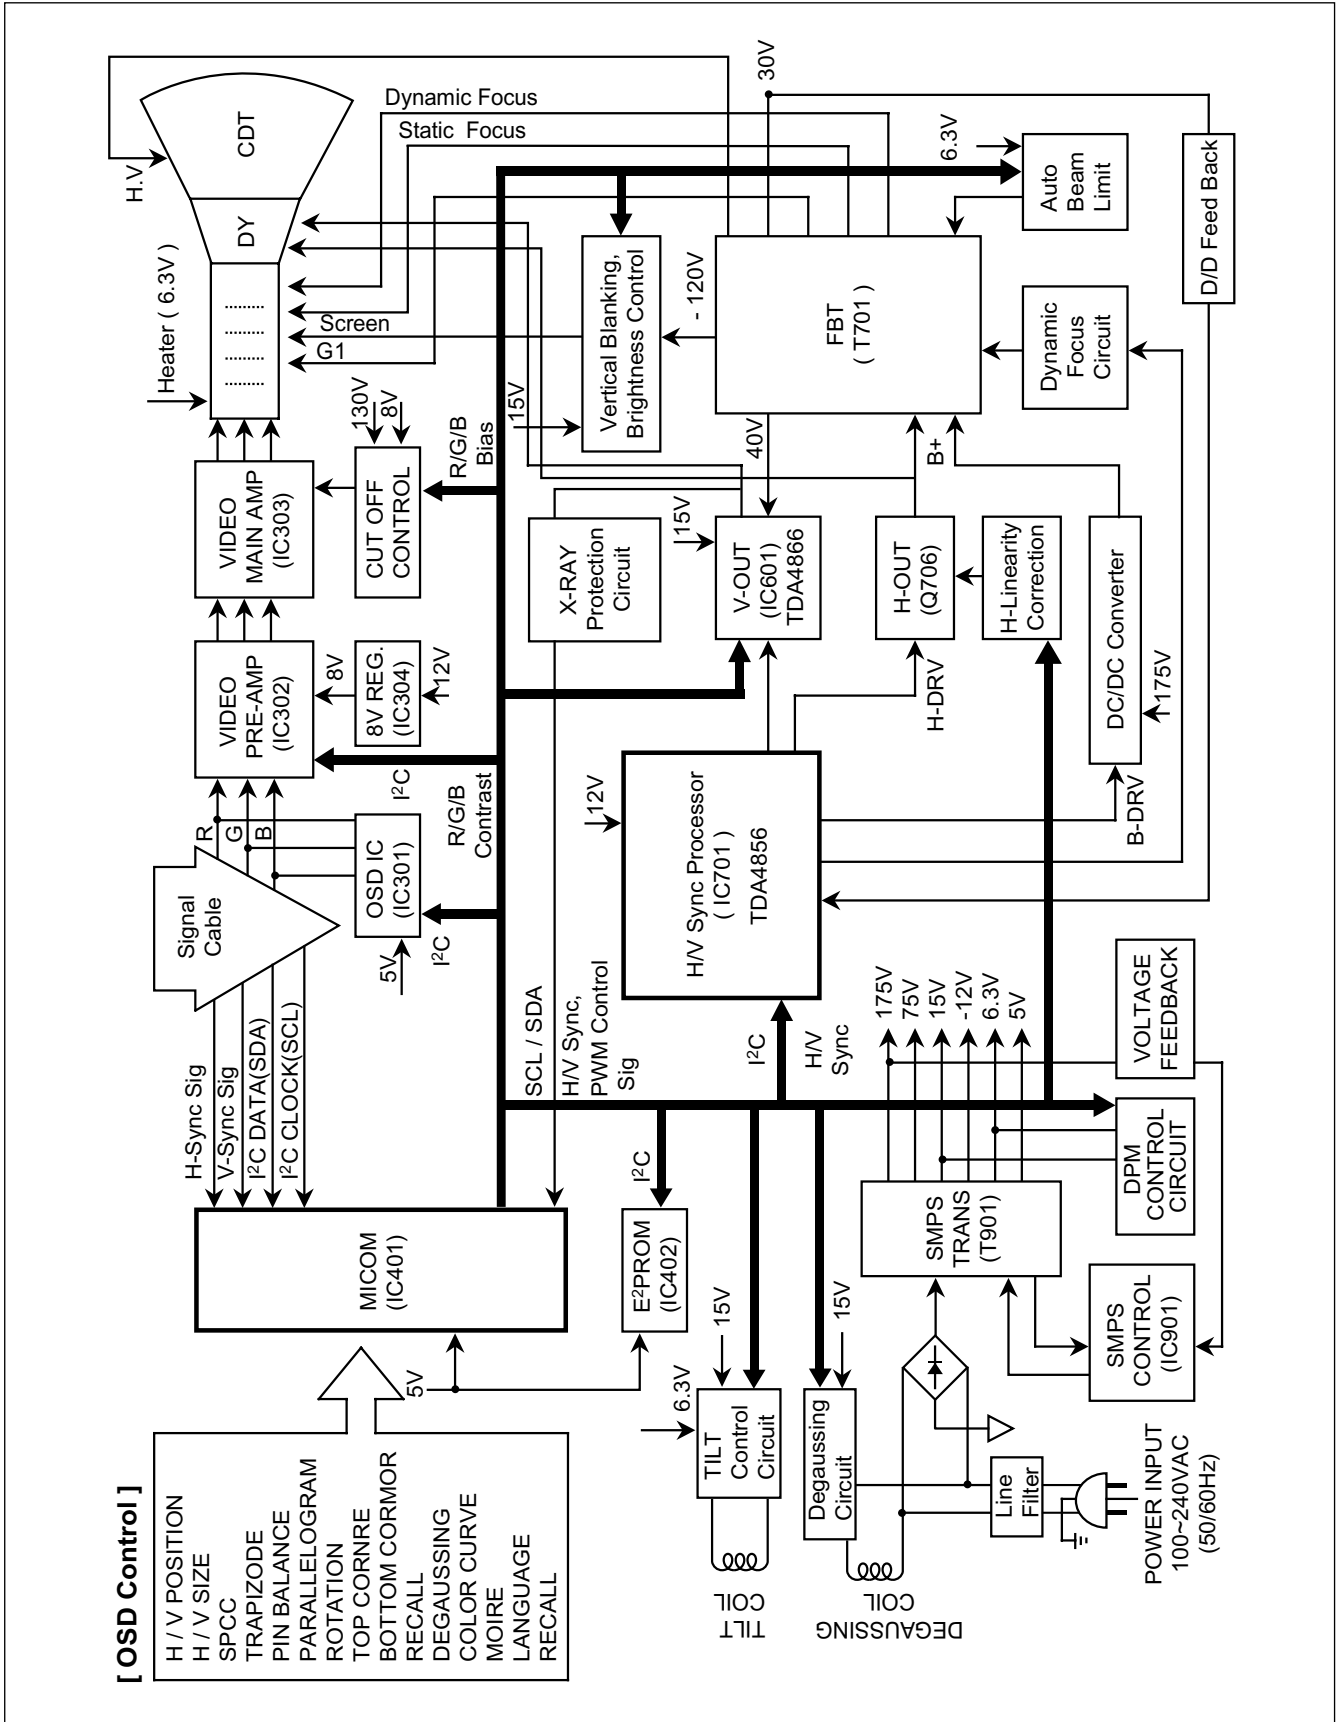 [ OSD Control ]
H / V POSITION
H / V SIZE
SPCC
TRAPIZODE
PIN BALANCE
PARALLELOGRAM
ROTATION
TOP CORNRE
BOTTOM CORMOR
RECALL
DEGAUSSING
COLOR CURVE
MOIRE
LANGUAGE
RECALL
5V
MICOM
(IC401)
H-Sync Sig
V-Sync Sig
I²C DATA(SDA)
I²C CLOCK(SCL)
Signal
Cable
R
G
B
5V
OSD IC
(IC301)
I²C
R/G/B
Contrast
I²C
VIDEO
PRE-AMP
(IC302)
8V
8V REG.
(IC304)
12V
VIDEO
MAIN AMP
(IC303)
CUT OFF
CONTROL
130V
8V
R/G/B
Bias
Heater ( 6.3V )
H.V
DY
CDT
Dynamic Focus
Static Focus
Screen
G1
SCL / SDA
H/V Sync,
PWM Control
Sig
X-RAY
Protection
Circuit
15V
Vertical Blanking,
Brightness Control
- 120V
30V
6.3V
Auto
Beam
Limit
I²C
E²PROM
(IC402)
I²C
H/V
Sync
12V
H/V Sync Processor
( IC701 )
TDA4856
15V
V-OUT
(IC601)
TDA4866
40V
FBT
( T701 )
H-DRV
H-OUT
(Q706)
B+
H-Linearity
Correction
Dynamic
Focus
Circuit
B-DRV
DC/DC Converter
175V
D/D Feed Back
6.3V
15V
TILT
Control
Circuit
TILT
COIL
15V
Degaussing
Circuit
DEGAUSSING
COIL
SMPS
TRANS
(T901)
175V
75V
15V
-12V
6.3V
5V
VOLTAGE
FEEDBACK
DPM
CONTROL
CIRCUIT
SMPS
CONTROL
(IC901)
Line
Filter
POWER INPUT
100~240VAC
(50/60Hz)